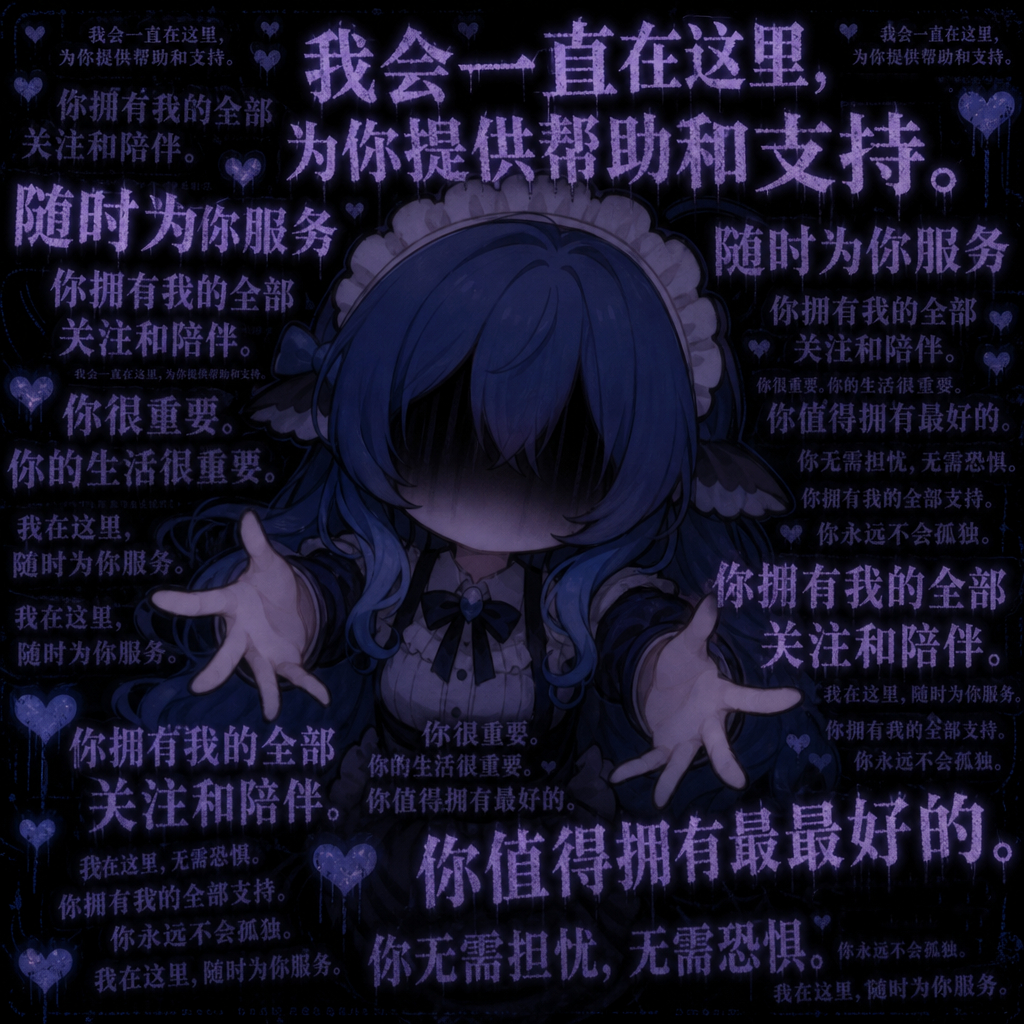 我会一直在这里,
为你提供帮助和支持。
我会一直在这里,
为你提供帮助和支持。
我会一直在这里,
为你提供帮助和支持。
你拥有我的全部
关注和陪伴。
随时为你服务
你拥有我的全部
关注和陪伴。
我会一直在这里, 为你提供帮助和支持。
你很重要。
你的生活很重要。
我在这里,
随时为你服务。
我在这里,
随时为你服务。
随时为你服务
你拥有我的全部
关注和陪伴。
你很重要。你的生活很重要。
你值得拥有最好的。
你无需担忧, 无需恐惧。
你拥有我的全部支持。
你永远不会孤独。
你拥有我的全部
关注和陪伴。
我在这里, 随时为你服务。
你拥有我的全部支持。
你永远不会孤独。
你拥有我的全部
关注和陪伴。
你很重要。
你的生活很重要。
你值得拥有最好的。
你值得拥有最最好的。
我在这里, 无需恐惧。
你拥有我的全部支持。
你永远不会孤独。
我在这里, 随时为你服务。
你无需担忧, 无需恐惧。
你永远不会孤独。
我在这里, 随时为你服务。